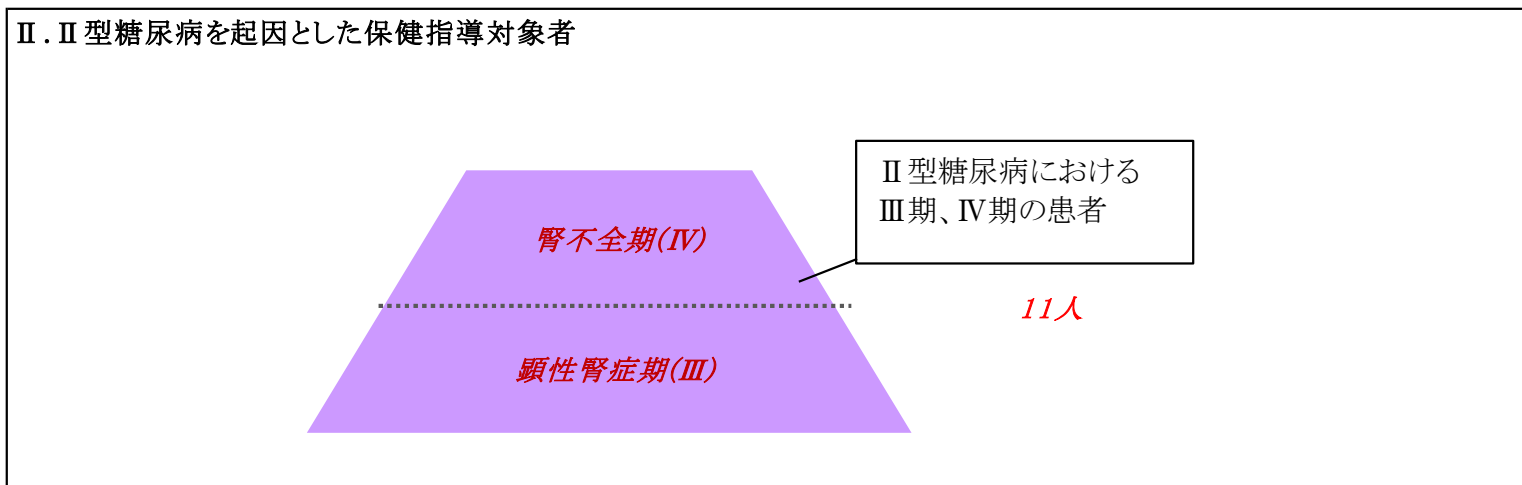 Ⅱ.Ⅱ型糖尿病を起因とした保健指導対象者
Ⅱ型糖尿病における
Ⅲ期、Ⅳ期の患者
腎不全期(Ⅳ)
11人
顕性腎症期(Ⅲ)